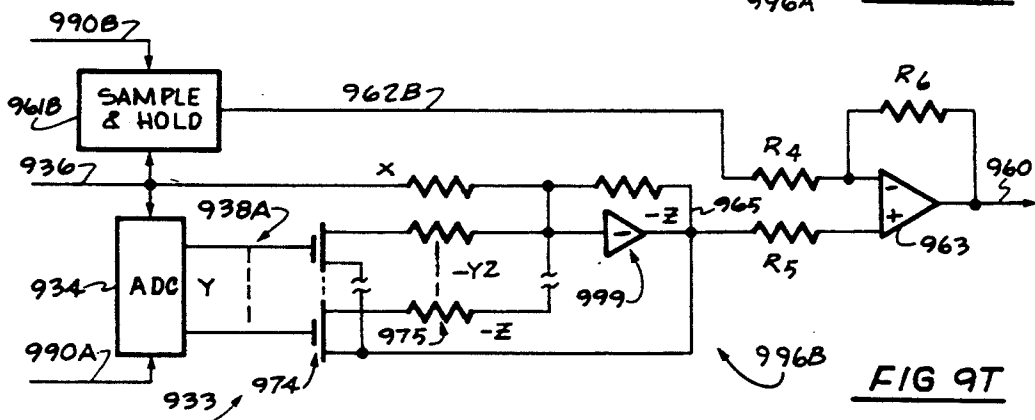 996A
990B
961B
SAMPLE
& HOLD
962B
R6
936
X
R4
960
938A
-Z
965
-
+
963
934
ADC
Y
-YZ
-
999
R5
975
-Z
990A
974
996B
933
FIG 9T